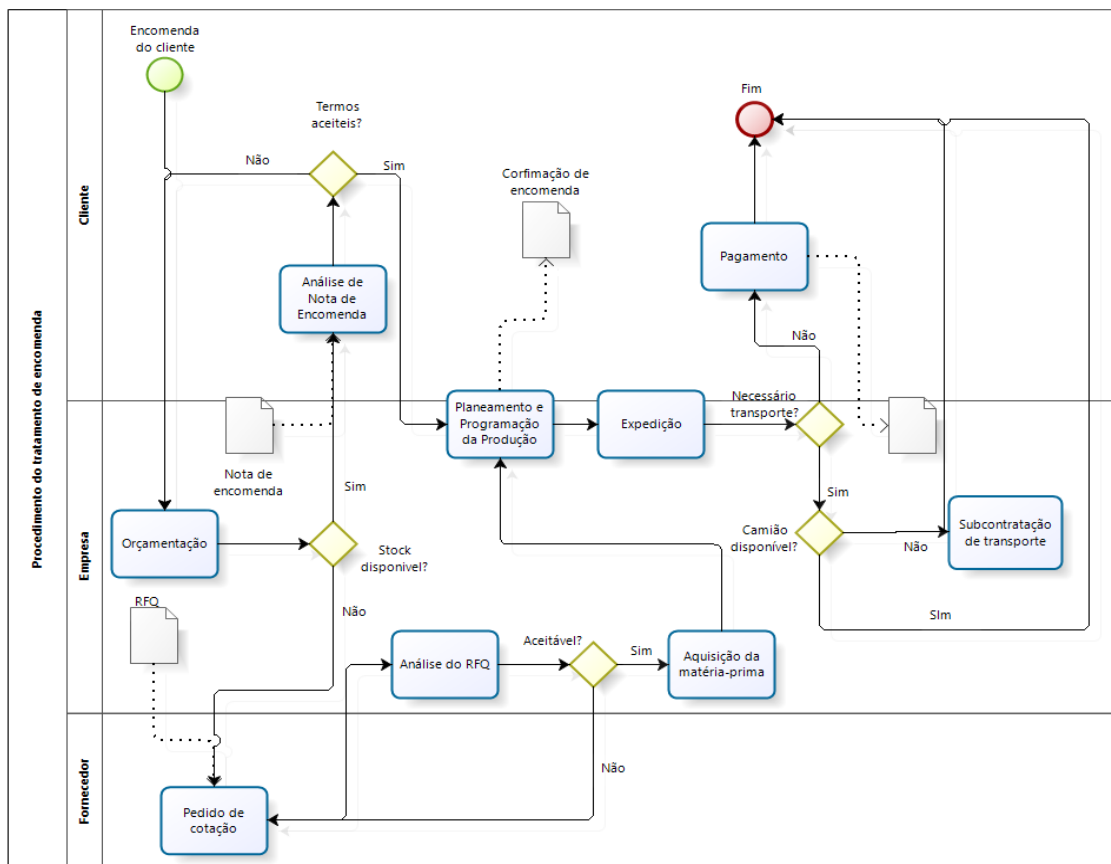 Procedimento do tratamento de encomenda
Cliente
Encomenda
do cliente
Termos
aceiteis?
Não
Sim
Corfimação de
encomenda
Fim
Análise de
Nota de
Encomenda
Pagamento
Não
Empresa
Nota de
encomenda
Planeamento e
Programação
da Produção
Expedição
Necessário
transporte?
Sim
Orçamentação
Sim
Stock
disponivel?
Camião
disponível?
Não
Subcontratação
de transporte
SIm
RFQ
Não
Análise do RFQ
Aceitável?
Sim
Aquisição da
matéria-prima
Fornecedor
Não
Pedido de
cotação